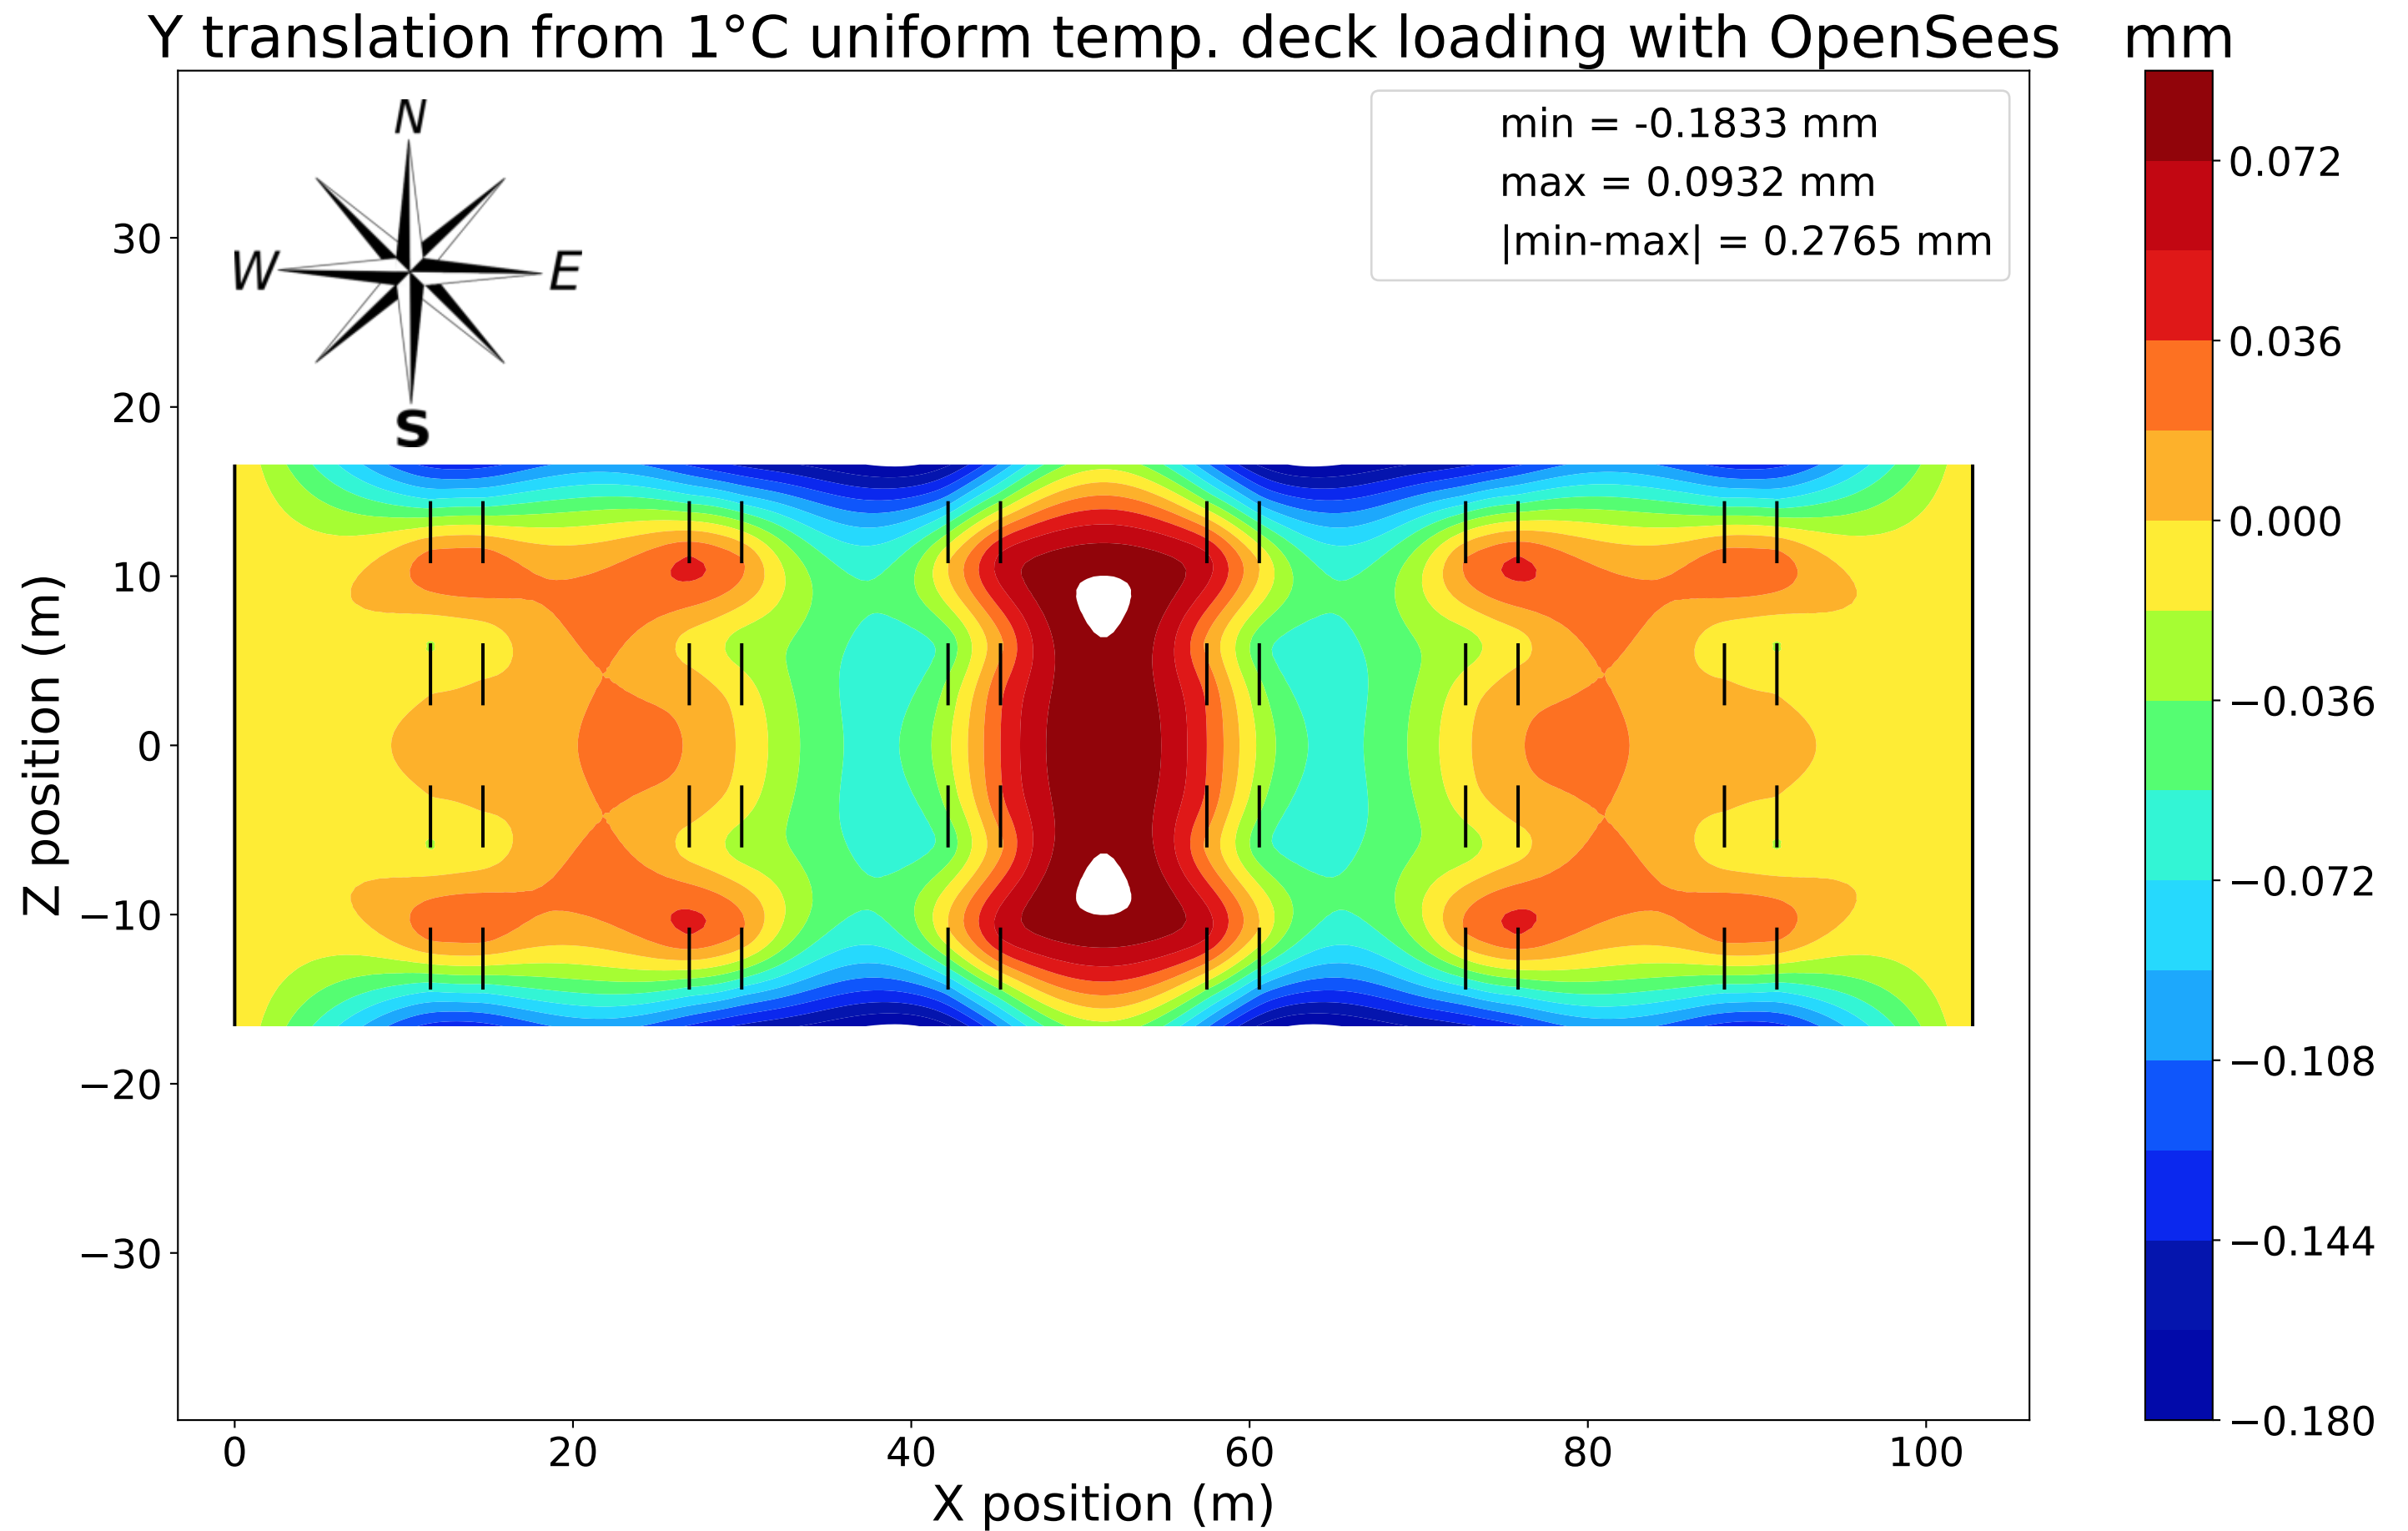 Y translation from 1°C uniform temp. deck loading with OpenSees
mm
N
W
E
S
min = -0.1833 mm
max = 0.0932 mm
|min-max| = 0.2765 mm
Z position (m)
30
20
10
0
−10
−20
−30
0
20
40
60
80
100
X position (m)
0.072
0.036
0.000
−0.036
−0.072
−0.108
−0.144
−0.180